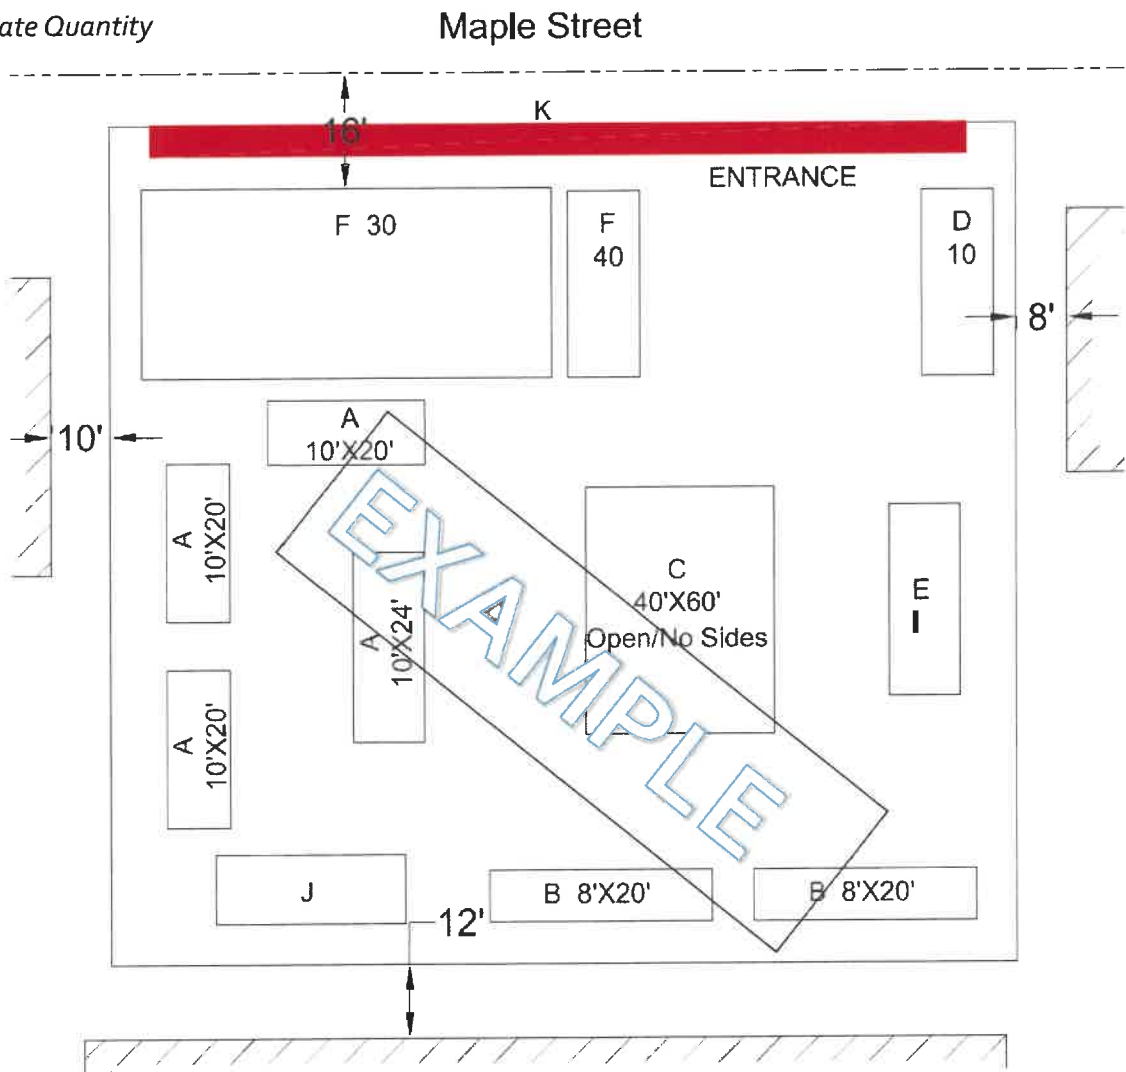 ate Quantity
Maple Street
K
16'
ENTRANCE
F 30
F
40
D
10
8'
10'
A
10'X20'
A
10'X20'
A
10'X24'
EXAMPLE
C
40'X60'
Open/No Sides
E
I
A
10'X20'
J
B 8'X20'
B 8'X20'
12'